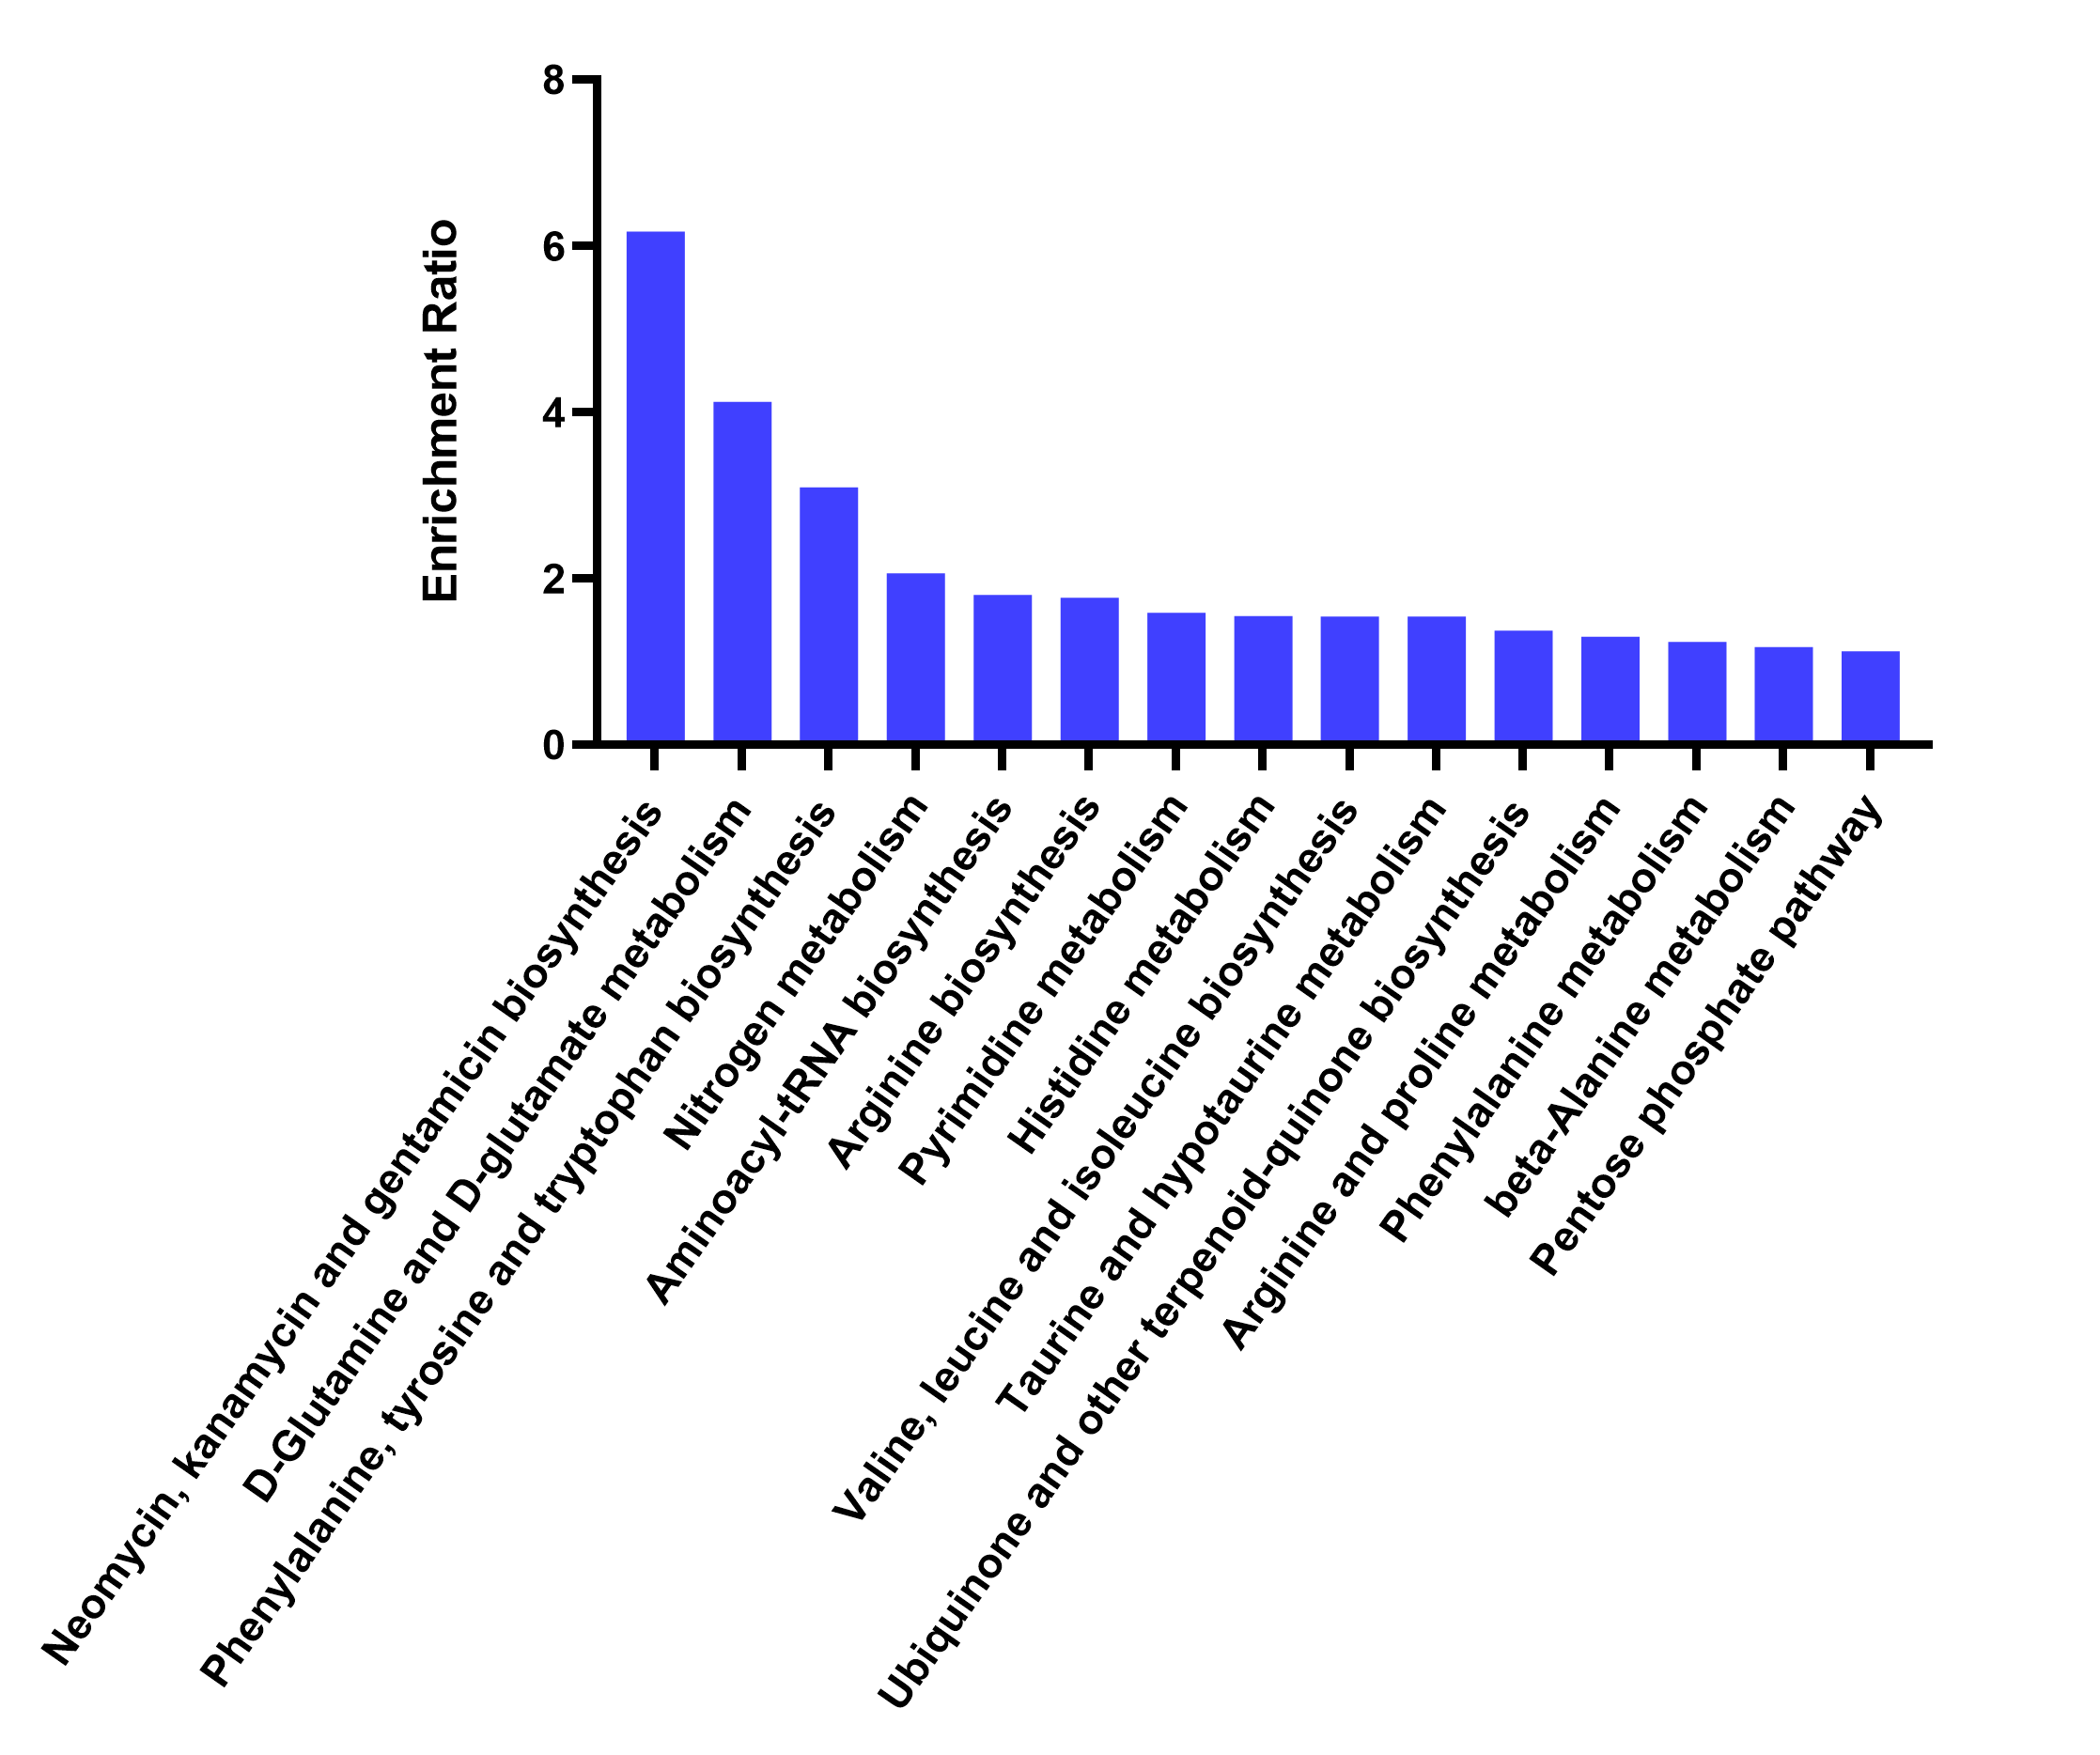 Enrichment Ratio
8
6
4
2
0
Neomycin, kanamycin and gentamicin biosynthesis
D-Glutamine and D-glutamate metabolism
Phenylalanine, tyrosine and tryptophan biosynthesis
Nitrogen metabolism
Aminoacyl-tRNA biosynthesis
Arginine biosynthesis
Pyrimidine metabolism
Histidine metabolism
Valine, leucine and isoleucine biosynthesis
Taurine and hypotaurine metabolism
Ubiquinone and other terpenoid-quinone biosynthesis
Arginine and proline metabolism
Phenylalanine metabolism
beta-Alanine metabolism
Pentose phosphate pathway